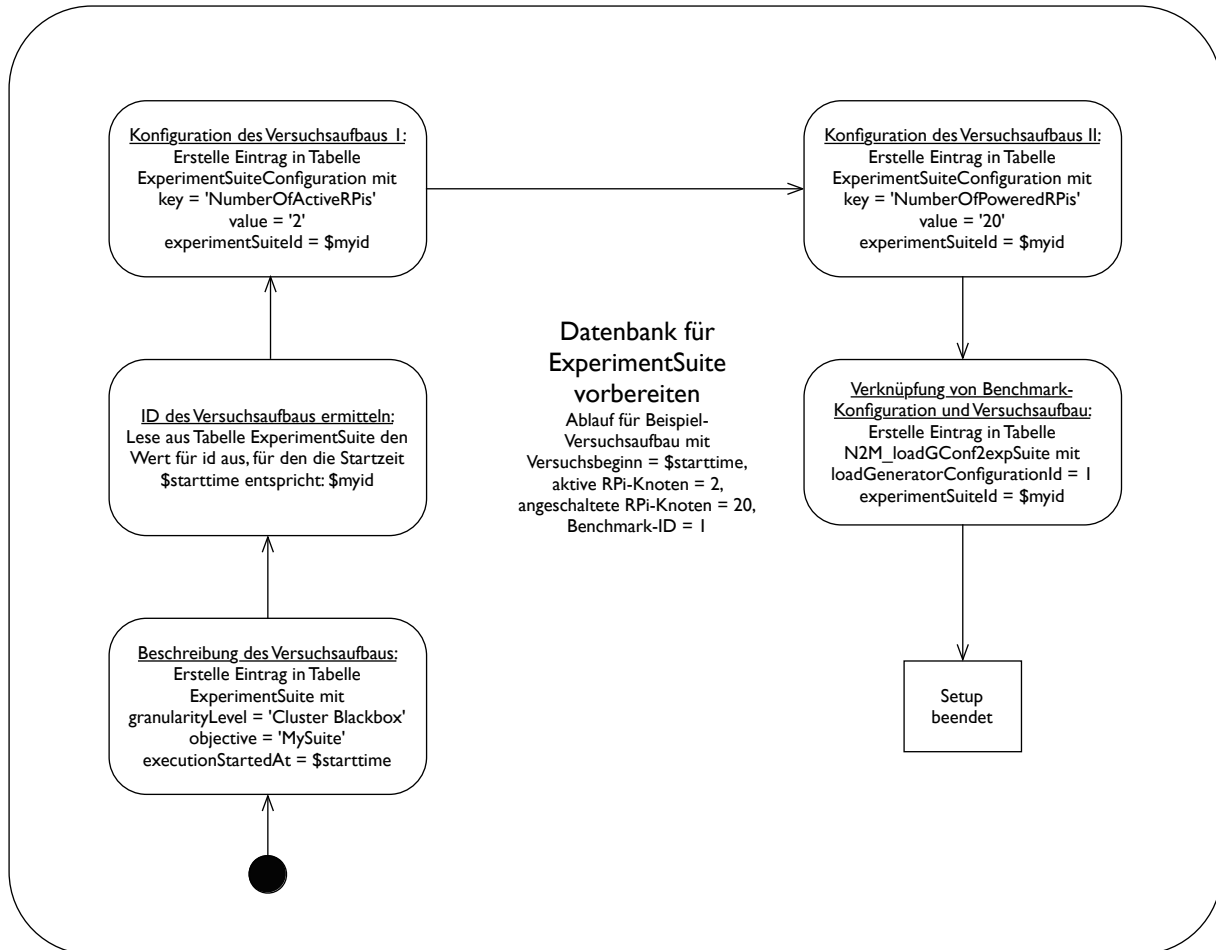 Konfiguration des Versuchsaufbaus I:
Erstelle Eintrag in Tabelle
ExperimentSuiteConfiguration mit
key = 'NumberOfActiveRPis'
value = '2'
experimentSuiteId = $myid
Konfiguration des Versuchsaufbaus II:
Erstelle Eintrag in Tabelle
ExperimentSuiteConfiguration mit
key = 'NumberOfPoweredRPis'
value = '20'
experimentSuiteId = $myid
Datenbank für
ExperimentSuite
vorbereiten
Ablauf für Beispiel-
Versuchsaufbau mit
Versuchsbeginn = $starttime,
aktive RPi-Knoten = 2,
angeschaltete RPi-Knoten = 20,
Benchmark-ID = 1
ID des Versuchsaufbaus ermitteln:
Lese aus Tabelle ExperimentSuite den
Wert für id aus, für den die Startzeit
$starttime entspricht: $myid
Verknüpfung von Benchmark-
Konfiguration und Versuchsaufbau:
Erstelle Eintrag in Tabelle
N2M_loadGConf2expSuite mit
loadGeneratorConfigurationId = 1
experimentSuiteId = $myid
Beschreibung des Versuchsaufbaus:
Erstelle Eintrag in Tabelle
ExperimentSuite mit
granularityLevel = 'Cluster Blackbox'
objective = 'MySuite'
executionStartedAt = $starttime
Setup
beendet